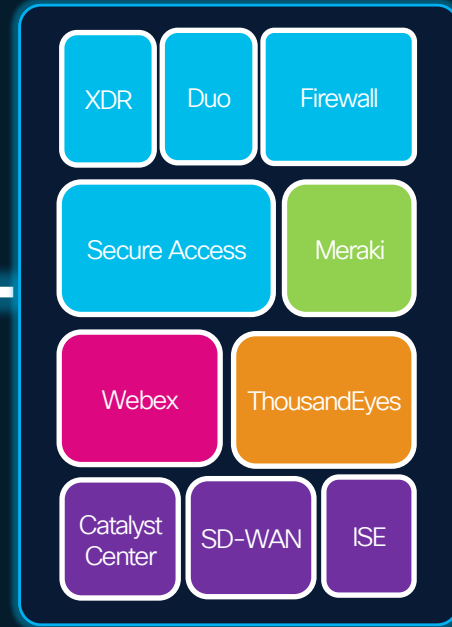 XDR
Duo
Firewall
Secure Access
Meraki
Webex
ThousandEyes
Catalyst
Center
SD-WAN
ISE